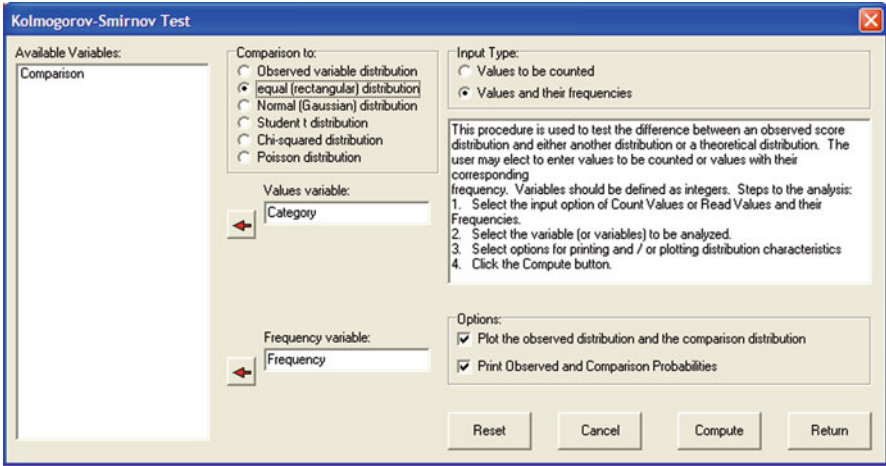 Kolmogorov-Smirnov Test
Available Variables:
Comparison
Comparison to:
Observed variable distribution
equal (rectangular) distribution
Normal (Gaussian) distribution
Student t distribution
Chi-squared distribution
Poisson distribution
Values variable:
Category
Frequency variable:
Frequency
Input Type:
Values to be counted
Values and their frequencies
This procedure is used to test the difference between an observed score
distribution and either another distribution or a theoretical distribution. The
user may elect to enter values to be counted or values with their
corresponding
frequency. Variables should be defined as integers. Steps to the analysis:
1. Select the input option of Count Values or Read Values and their
Frequencies.
2. Select the variable (or variables) to be analyzed.
3. Select options for printing and / or plotting distribution characteristics
4. Click the Compute button.
Options:
Plot the observed distribution and the comparison distribution
Print Observed and Comparison Probabilities
Reset
Cancel
Compute
Return